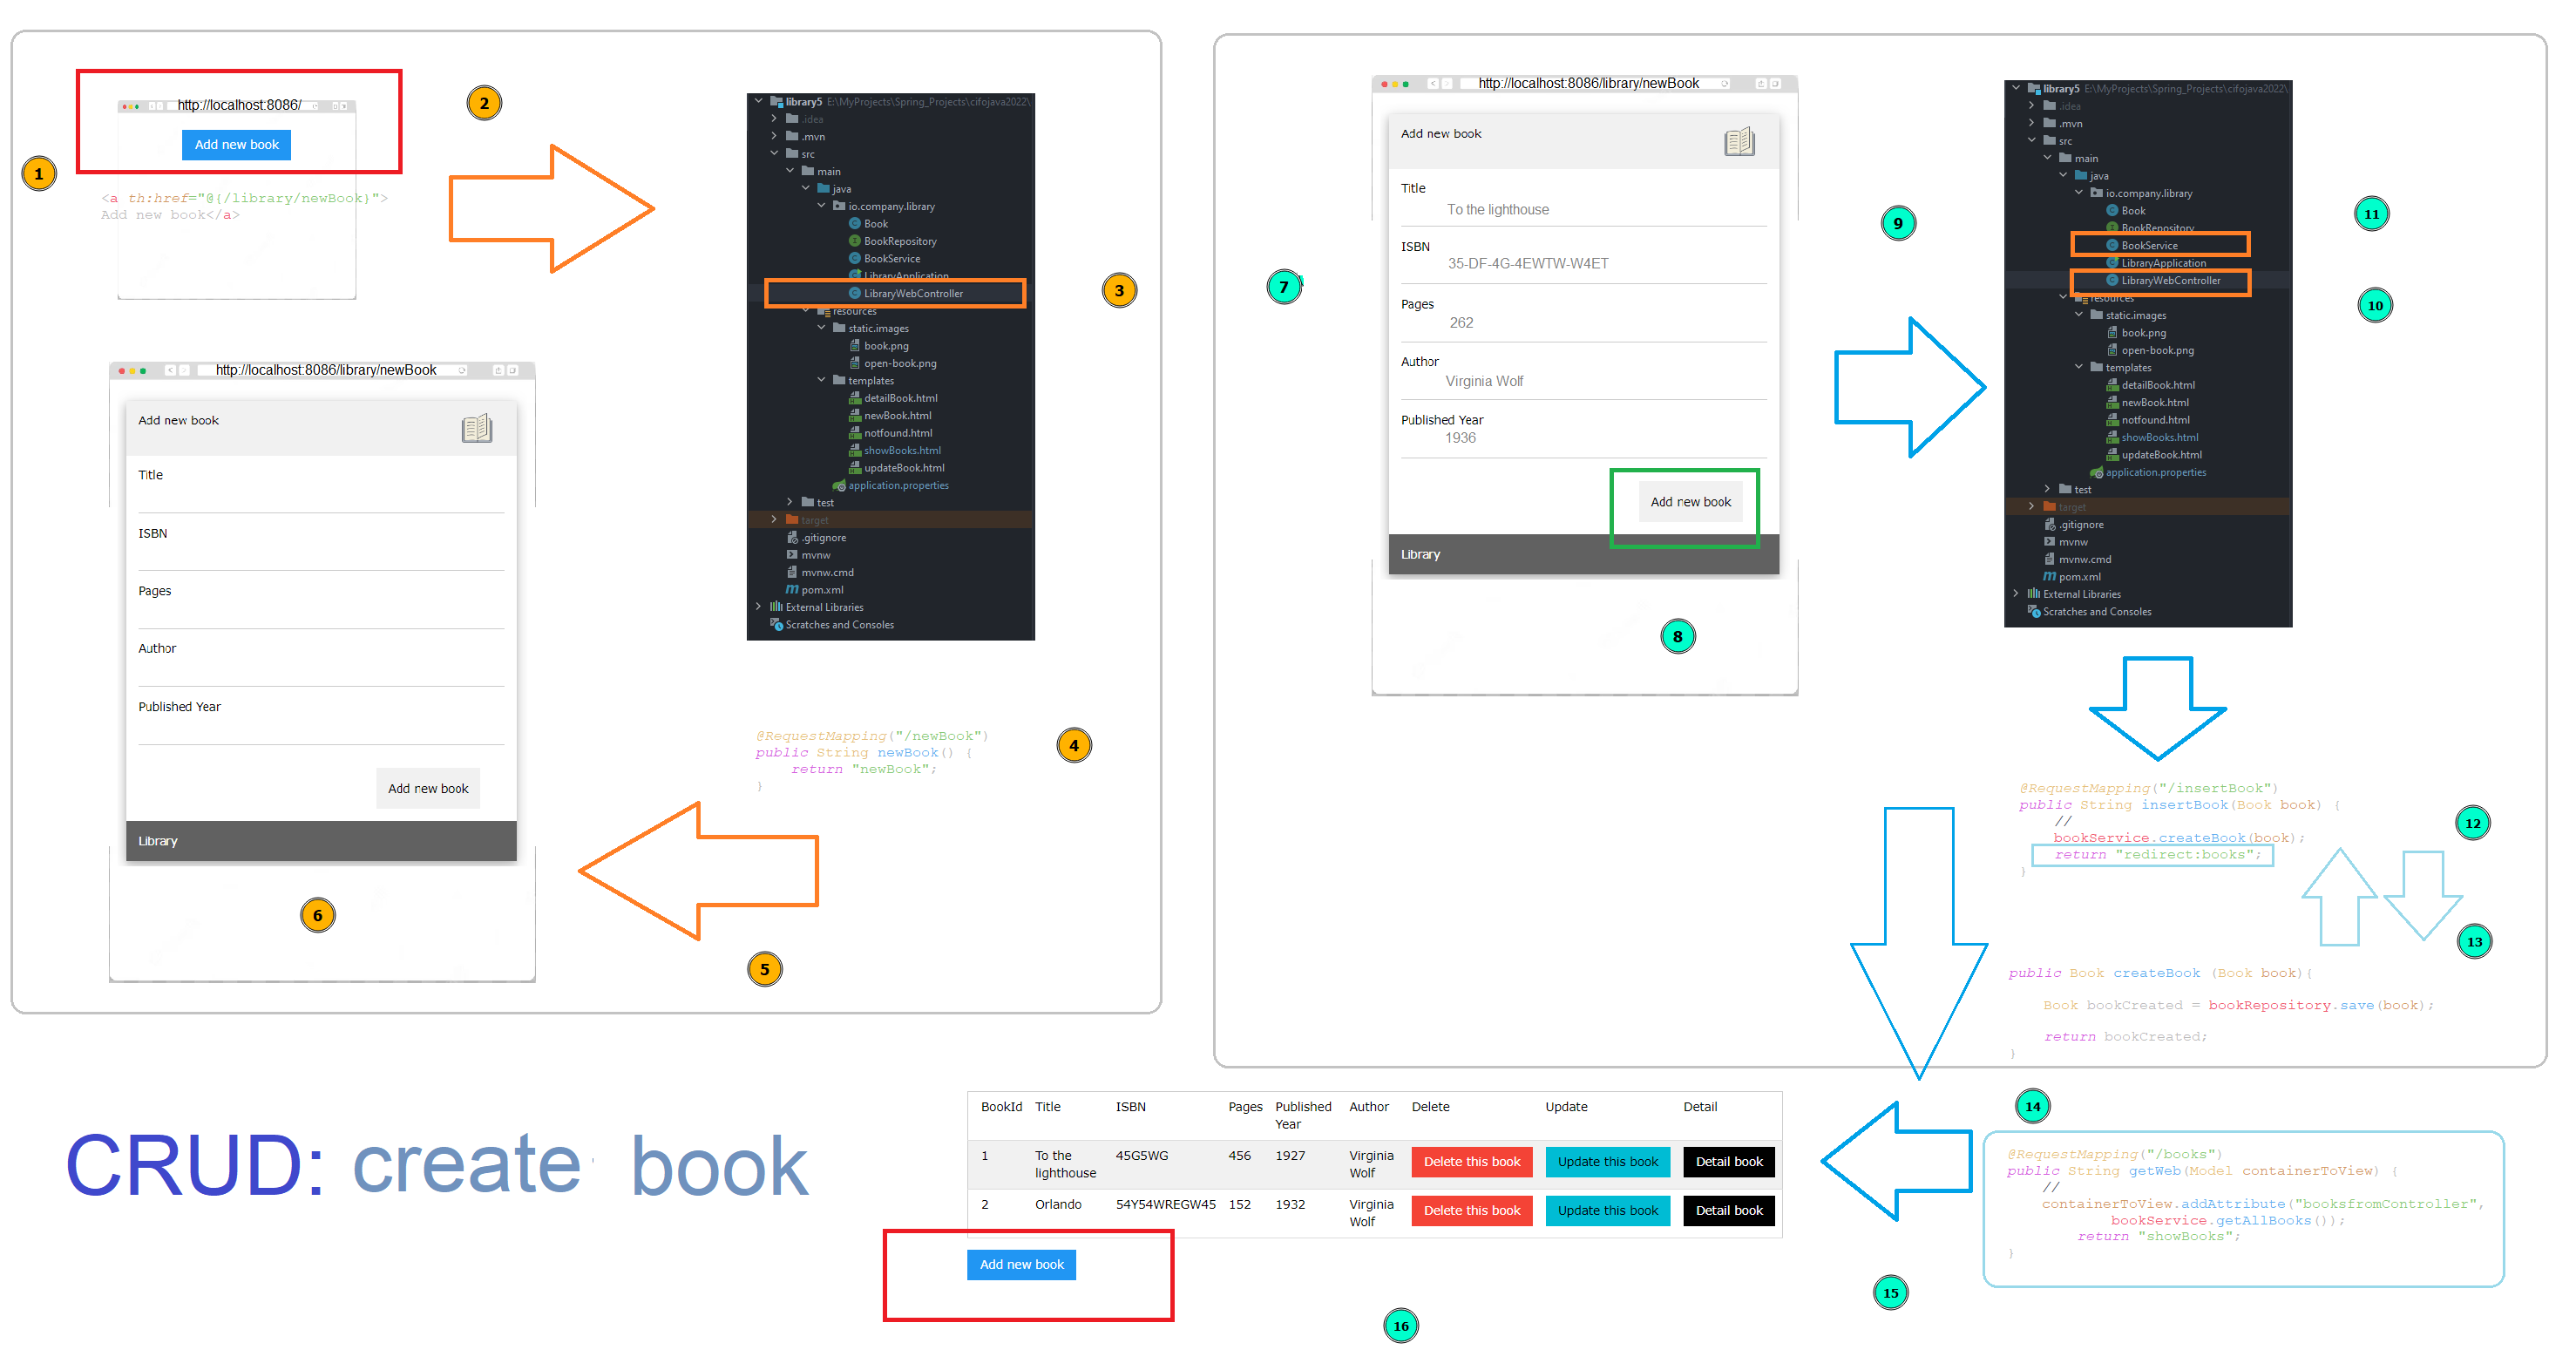 1
http://localhost:8086/
Add new book
<a th:href="@{/library/newBook}">
Add new book</a>
2
library5 E:\MyProjects\Spring_Projects\cifojava2022\
.idea
.mvn
src
main
java
io.company.library
Book
BookRepository
BookService
LibraryApplication
LibraryWebController
resources
static.images
book.png
open-book.png
templates
detailBook.html
newBook.html
notfound.html
showBooks.html
updateBook.html
application.properties
test
target
.gitignore
mvnw
mvnw.cmd
pom.xml
External Libraries
Scratches and Consoles
3
@RequestMapping("/newBook")
public String newBook() {
return "newBook";
}
4
5
http://localhost:8086/library/newBook
Add new book
Title
ISBN
Pages
Author
Published Year
Add new book
Library
6
7
http://localhost:8086/library/newBook
Add new book
Title
To the lighthouse
ISBN
35-DF-4G-4EWTW-W4ET
Pages
262
Author
Virginia Wolf
Published Year
1936
Add new book
Library
8
9
library5 E:\MyProjects\Spring_Projects\cifojava2022\
.idea
.mvn
src
main
java
io.company.library
Book
BookRepository
BookService
LibraryApplication
LibraryWebController
resources
static.images
book.png
open-book.png
templates
detailBook.html
newBook.html
notfound.html
showBooks.html
updateBook.html
application.properties
test
target
.gitignore
mvnw
mvnw.cmd
pom.xml
External Libraries
Scratches and Consoles
11
10
@RequestMapping("/insertBook")
public String insertBook(Book book) {
//
bookService.createBook(book);
return "redirect:books";
}
12
13
public Book createBook (Book book){
Book bookCreated = bookRepository.save(book);
return bookCreated;
}
14
@RequestMapping("/books")
public String getWeb(Model containerToView) {
//
containerToView.addAttribute("booksfromController",
bookService.getAllBooks());
return "showBooks";
}
15
BookId Title ISBN Pages Published Year Author Delete Update Detail
1 To the lighthouse 45G5WG 456 1927 Virginia Wolf Delete this book Update this book Detail book
2 Orlando 54Y54WREGW45 152 1932 Virginia Wolf Delete this book Update this book Detail book
Add new book
16
CRUD: create book